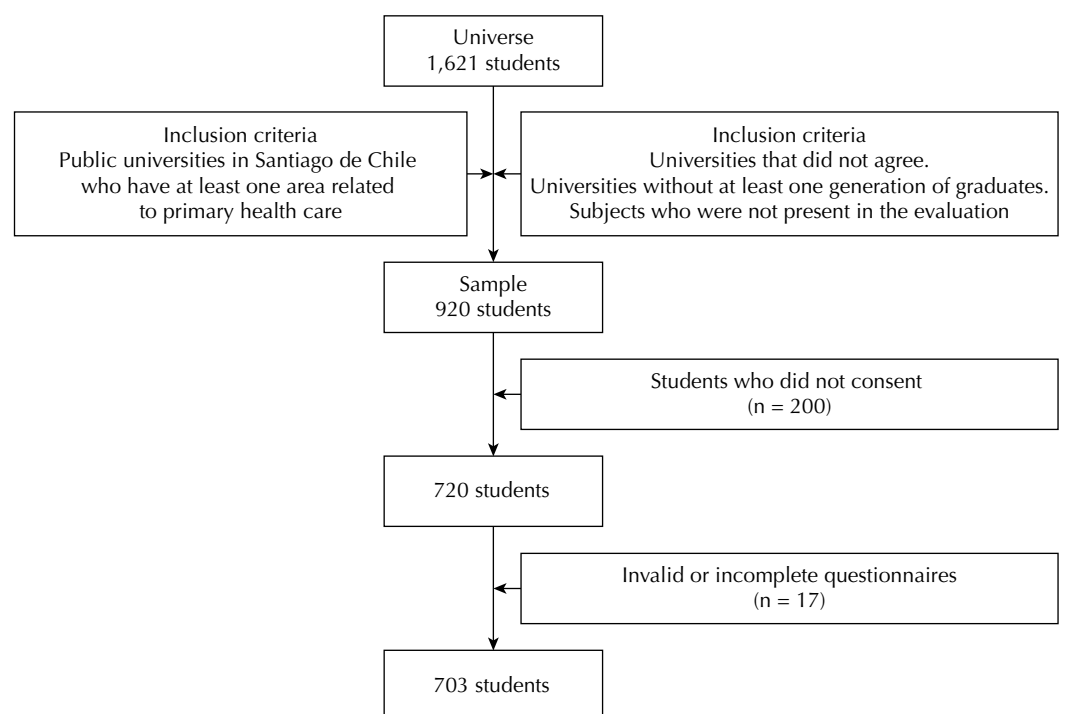 Universe
1,621 students
Inclusion criteria
Public universities in Santiago de Chile
who have at least one area related
to primary health care
Inclusion criteria
Universities that did not agree.
Universities without at least one generation of graduates.
Subjects who were not present in the evaluation
Sample
920 students
Students who did not consent
(n = 200)
720 students
Invalid or incomplete questionnaires
(n = 17)
703 students